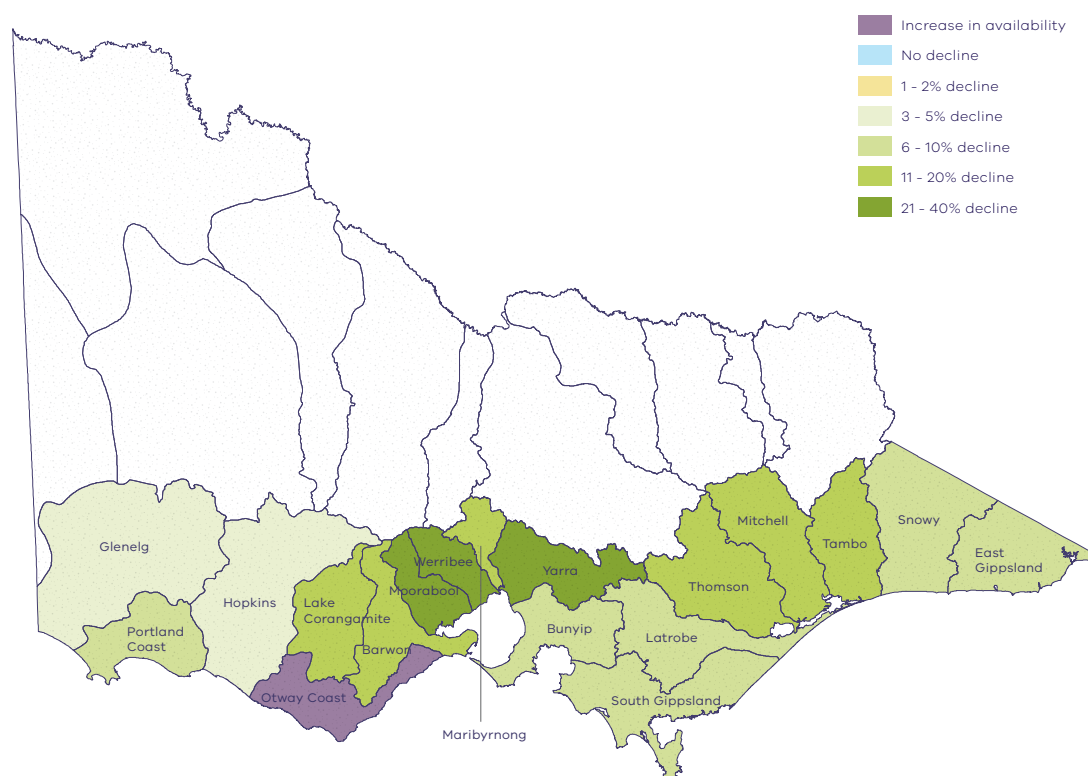 Increase in availability
No decline
1 - 2% decline
3 - 5% decline
6 - 10% decline
11 - 20% decline
21 - 40% decline
Glenelg
Portland
Coast
Hopkins
Lake
Corangamite
Otway Coast
Barwon
Moorabool
Werribee
Maribyrnong
Yarra
Bunyip
Latrobe
South Gippsland
Thomson
Mitchell
Tambo
Snowy
East
Gippsland